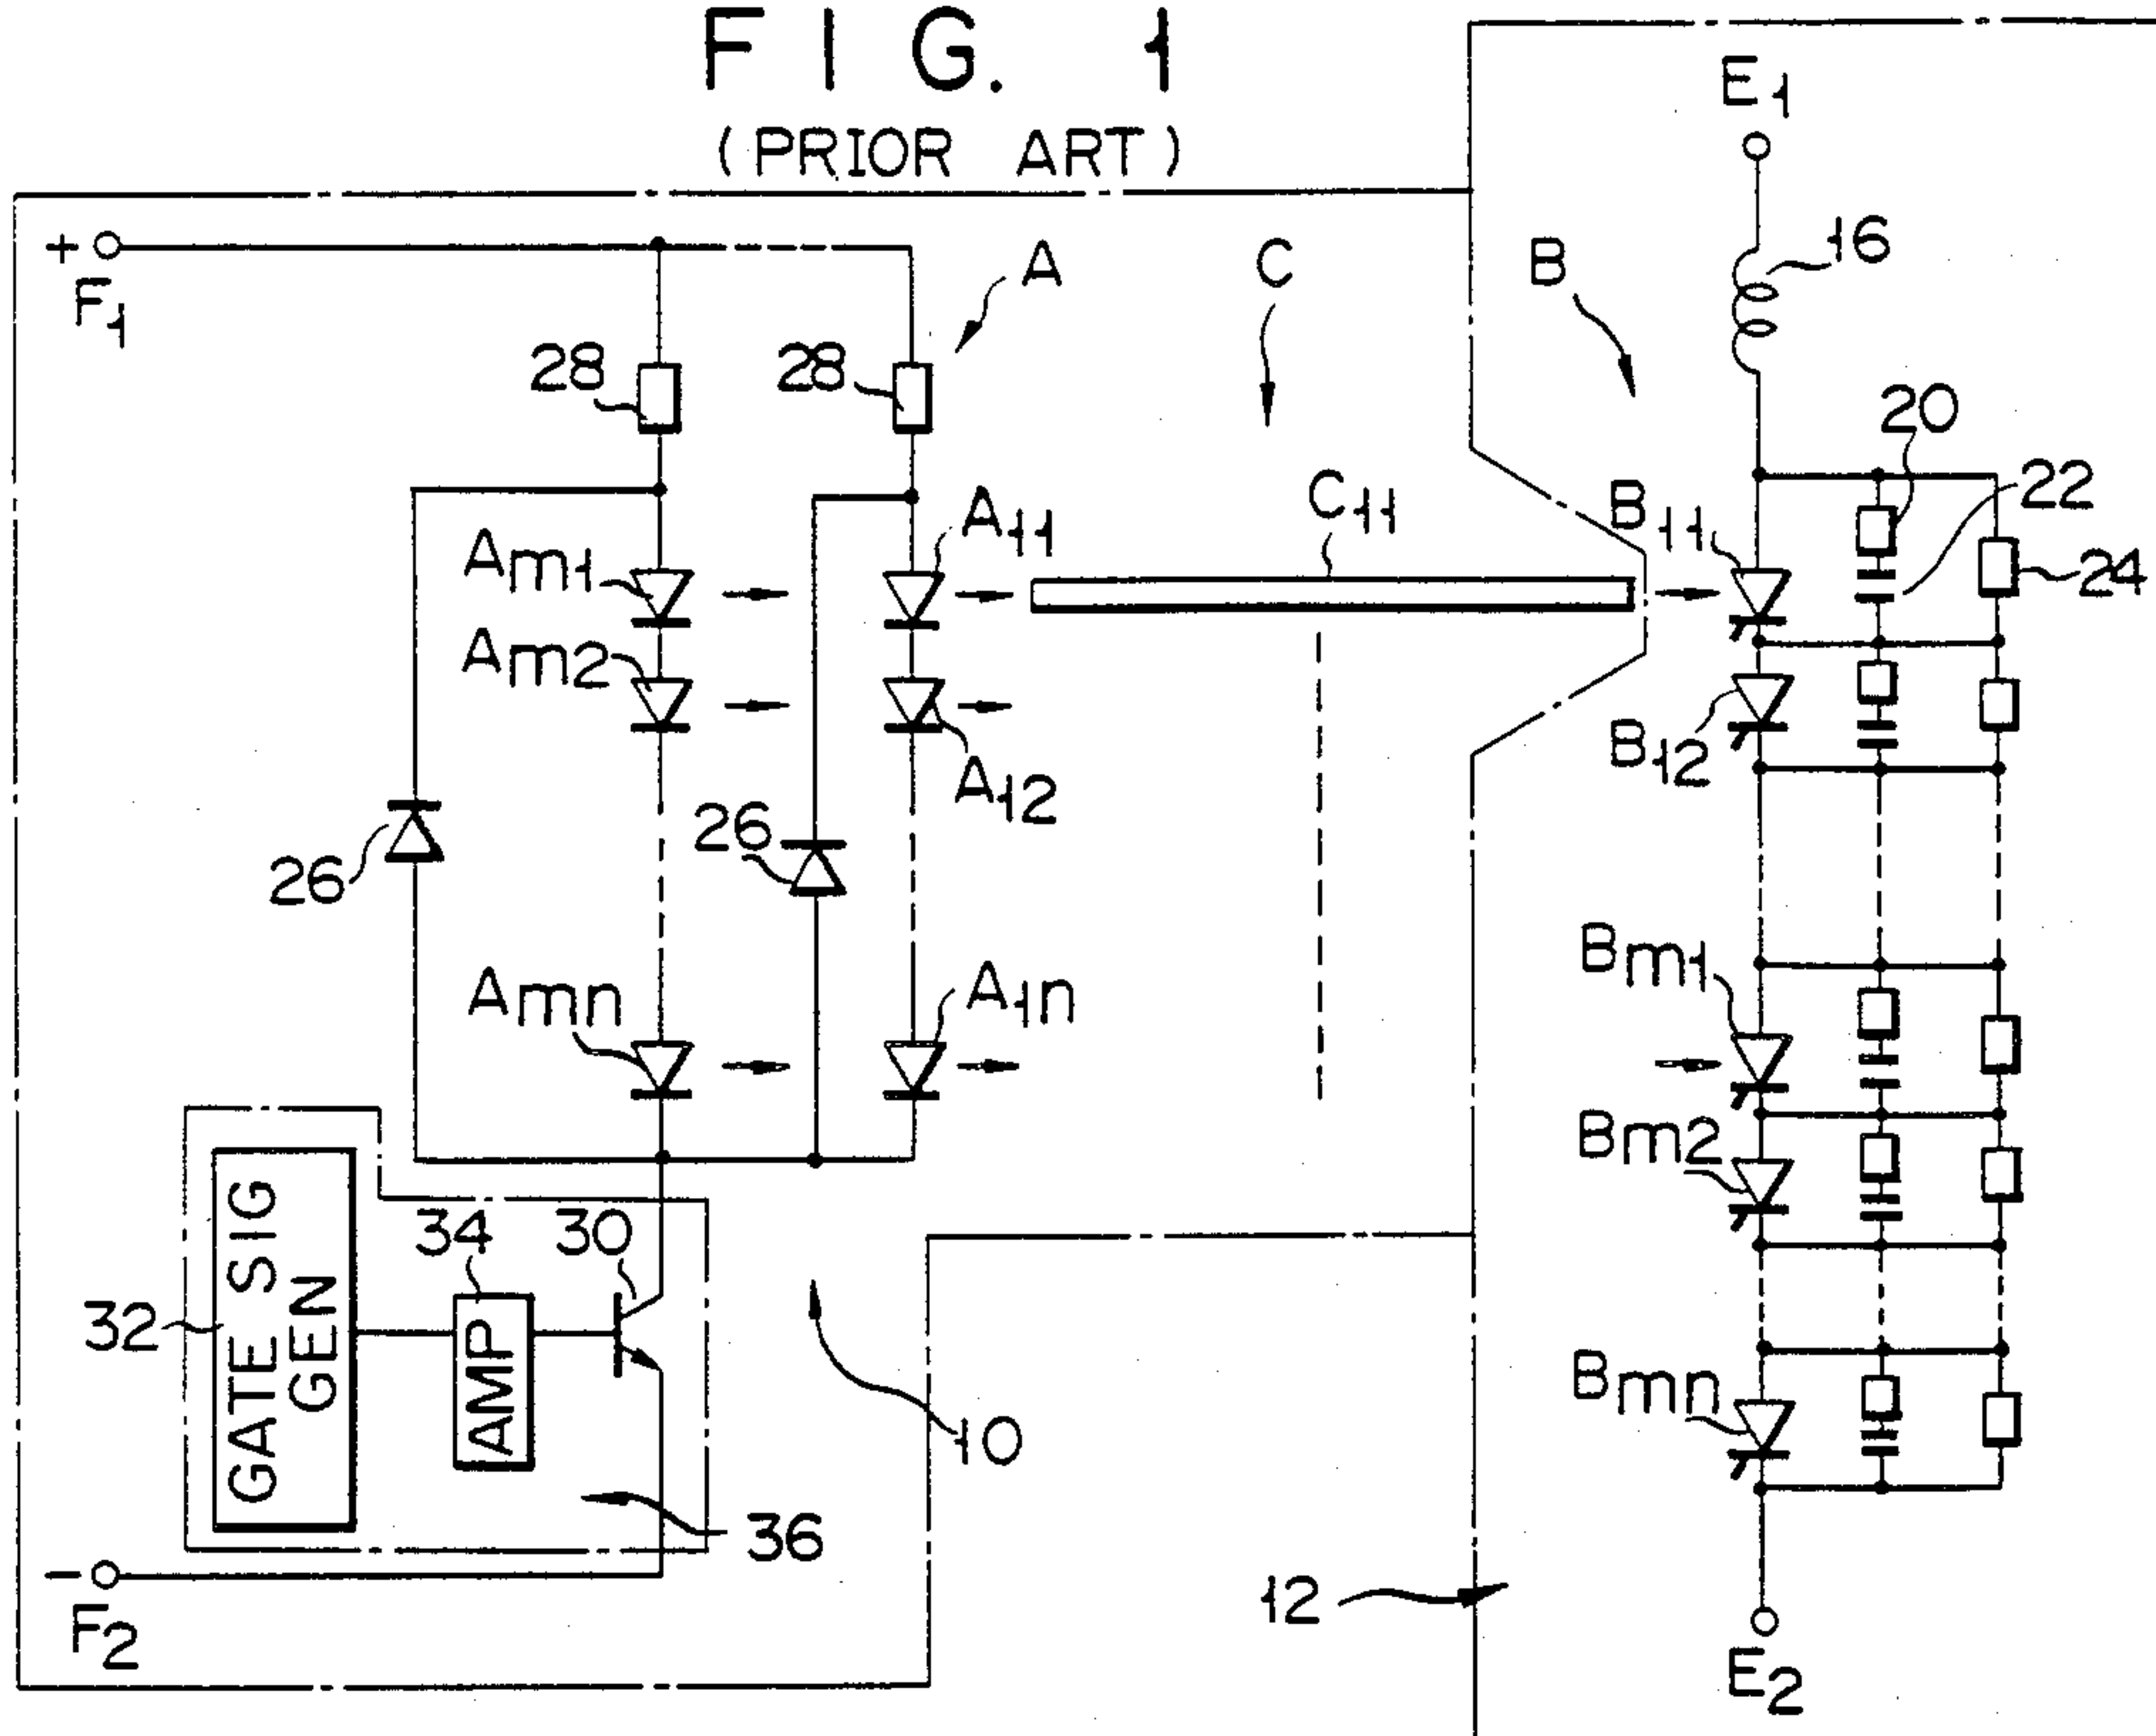 FIG. 1
(PRIOR ART)
E1
+
F1
A
C
B
16
28
28
20
22
Am1
A11
C11
B11
24
Am2
A12
B12
26
26
Amn
A1n
Bm1
Bm2
GATE SIG
GEN
32
34
30
AMP
10
Bmn
36
-
F2
12
E2